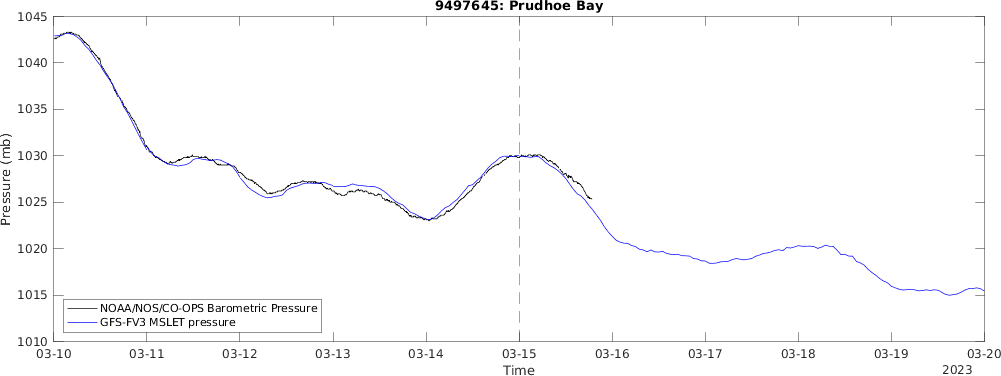 9497645: Prudhoe Bay
1045
1040
1035
1030
1025
1020
1015
1010
Pressure (mb)
NOAA/NOS/CO-OPS Barometric Pressure
GFS-FV3 MSLET pressure
03-10 03-11 03-12 03-13 03-14 03-15 03-16 03-17 03-18 03-19 03-20
Time
2023